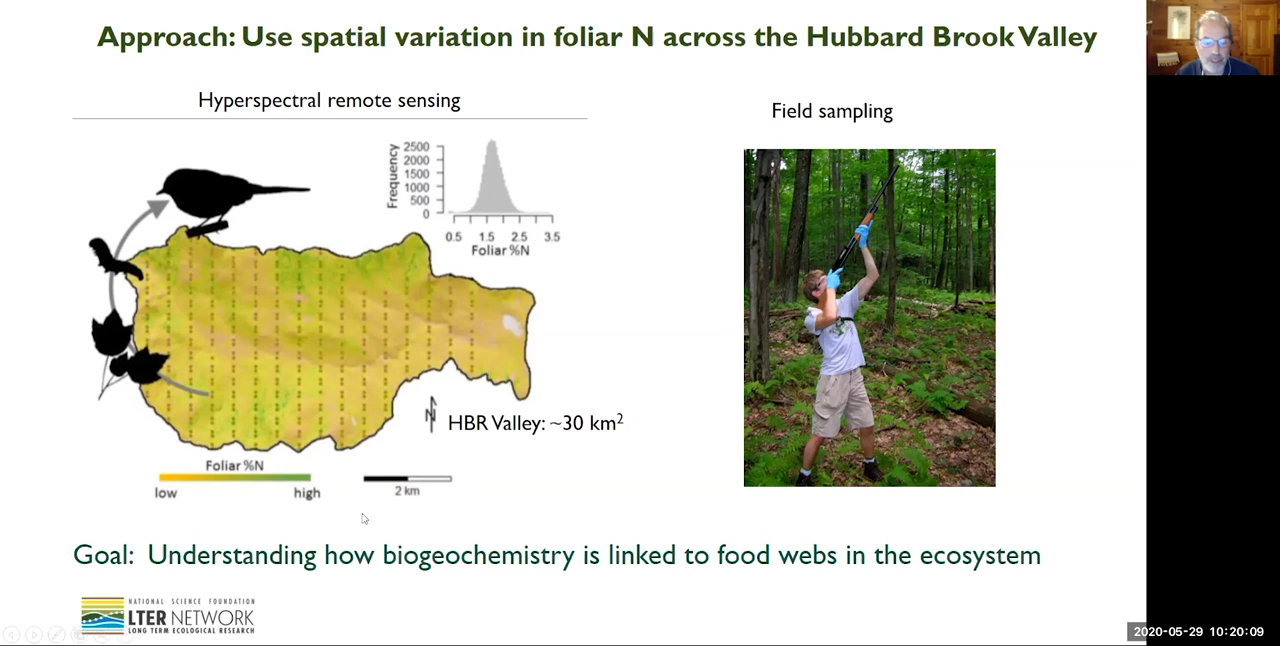 Approach: Use spatial variation in foliar N across the Hubbard Brook Valley
Hyperspectral remote sensing
Field sampling
Frequency
2500
2000
1500
1000
500
0
0.5 1.5 2.5 3.5
Foliar %N
N
HBR Valley: ~30 km²
Foliar %N
low high
2 km
Goal: Understanding how biogeochemistry is linked to food webs in the ecosystem
NATIONAL SCIENCE FOUNDATION
LTER NETWORK
LONG TERM ECOLOGICAL RESEARCH
2020-05-29 10:20:09